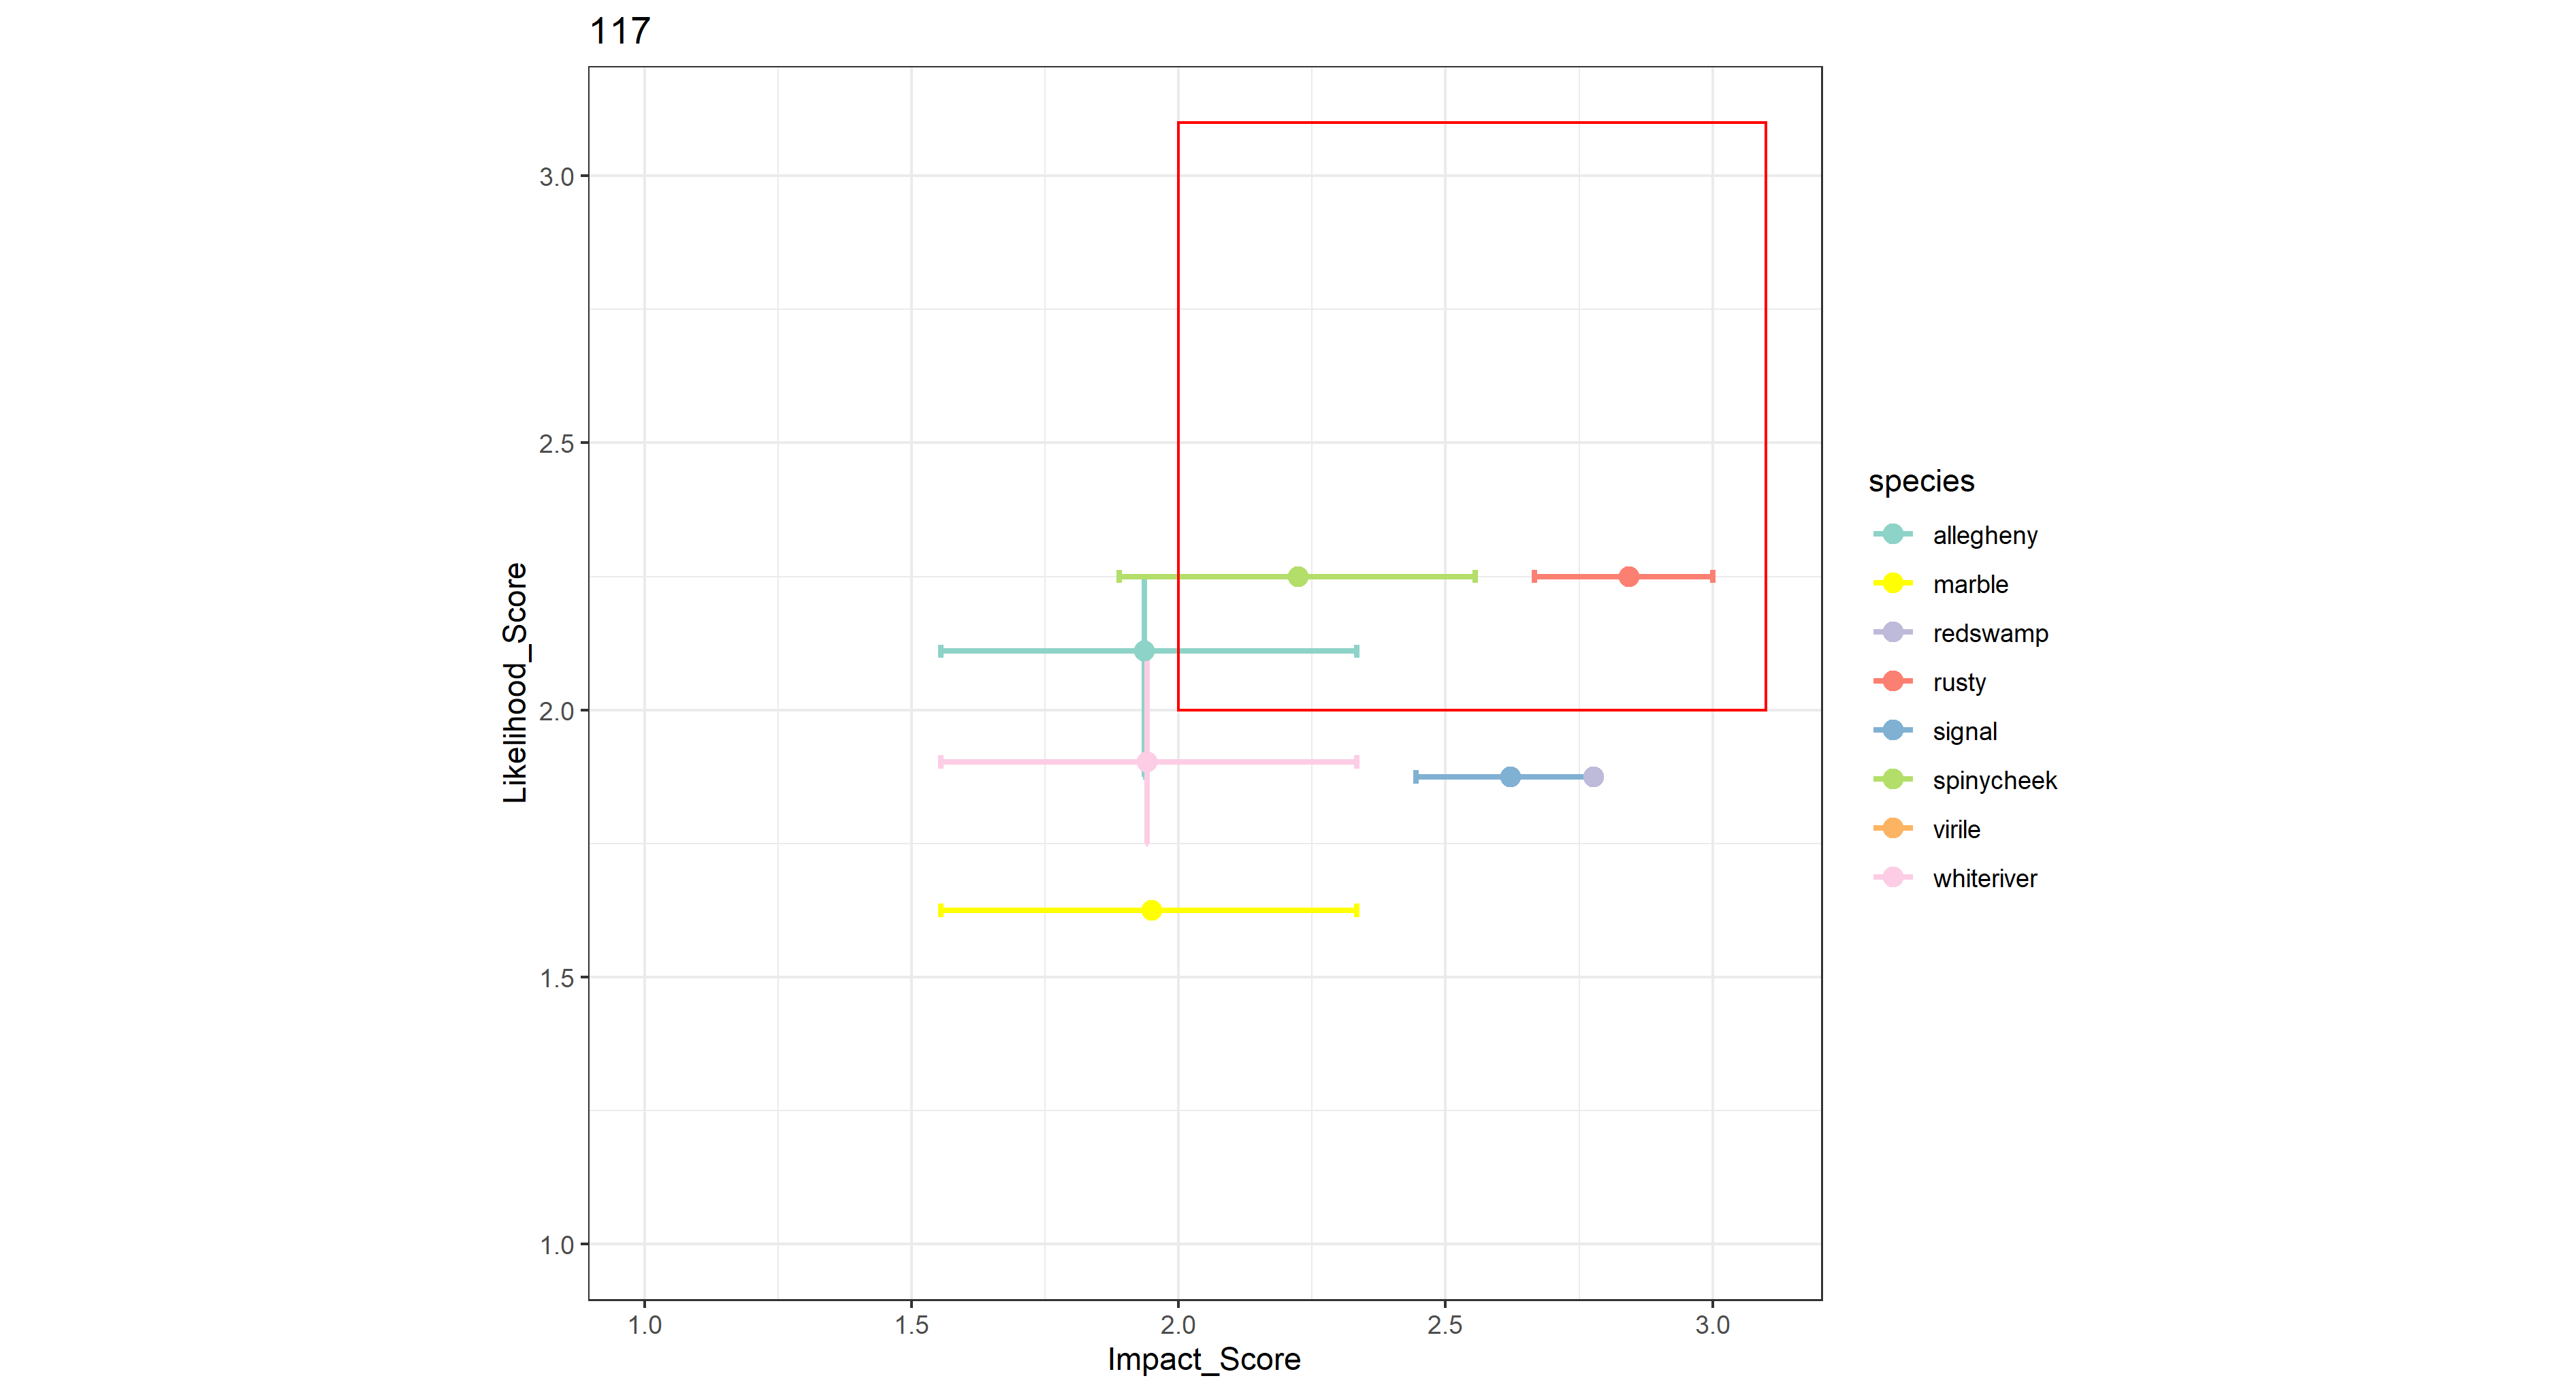 117
3.0
2.5
2.0
1.5
1.0
Likelihood_Score
1.0
1.5
2.0
2.5
3.0
Impact_Score
species
allegheny
marble
redswamp
rusty
signal
spinycheek
virile
whiteriver